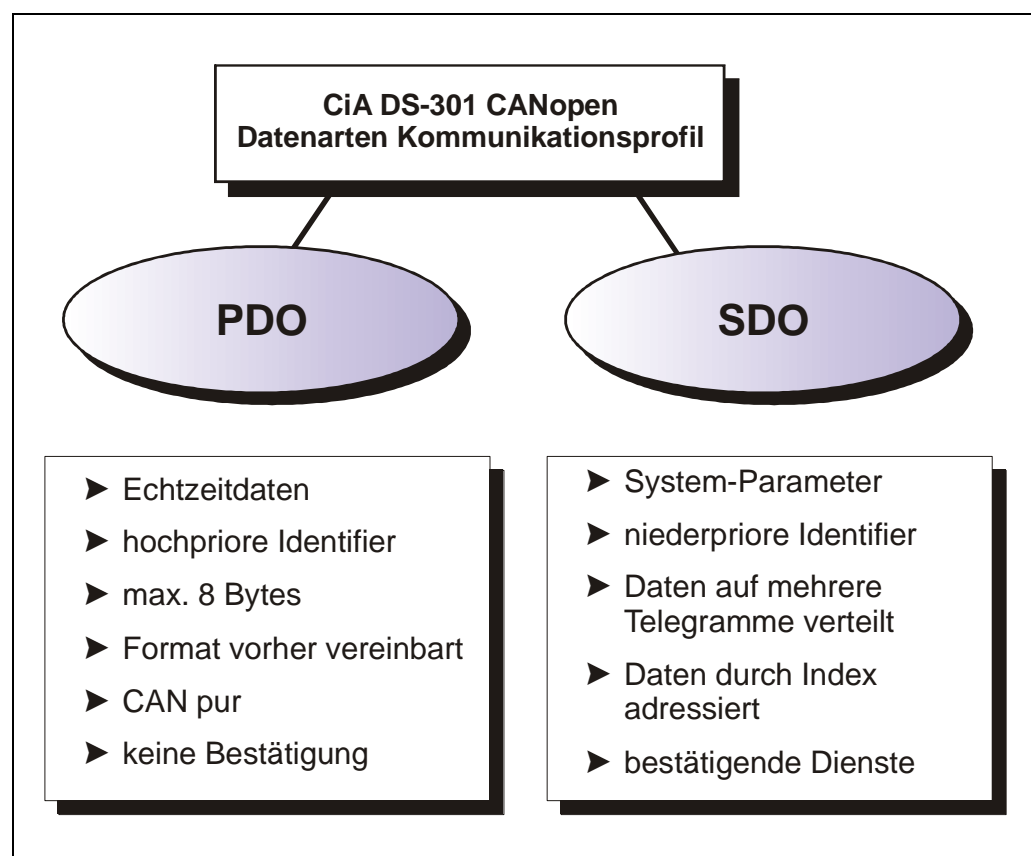 CiA DS-301 CANopen
Datenarten Kommunikationsprofil
PDO
SDO
➤ Echtzeitdaten
➤ hochpriore Identifier
➤ max. 8 Bytes
➤ Format vorher vereinbart
➤ CAN pur
➤ keine Bestätigung
➤ System-Parameter
➤ niederpriore Identifier
➤ Daten auf mehrere
Telegramme verteilt
➤ Daten durch Index
adressiert
➤ bestätigende Dienste